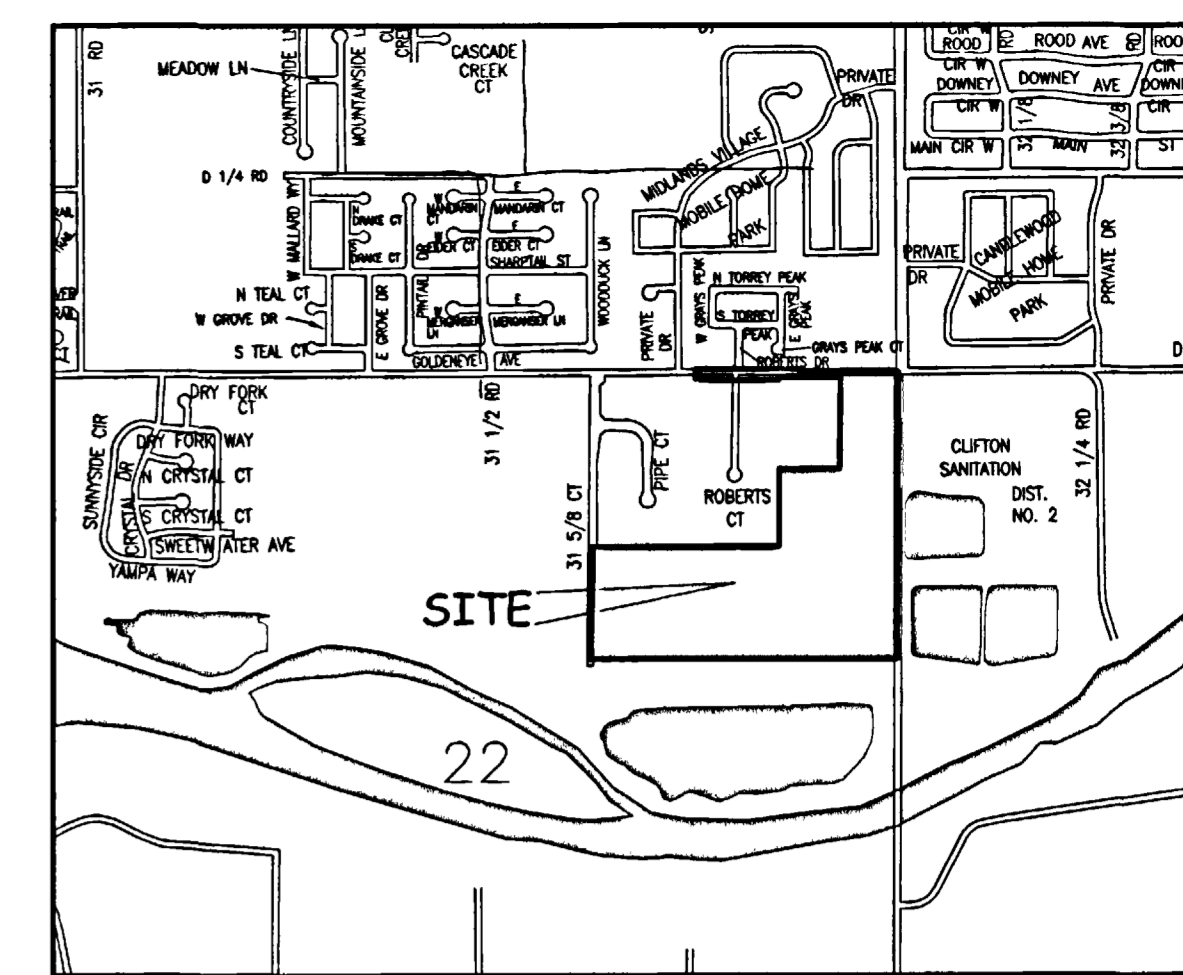 31 RD
MEADOW LN
COUNTRYSIDE LN
MOUNTAINSIDE
CASCADE
CREEK
CT
PRIVATE
DR
CIR W
ROOD
RD
ROOD AVE
RD
CIR W
DOWNEY
DOWNEY AVE
CIR
CIR W
32 1/8
32 3/8
CIR
MAIN CIR W
MAIN
ST
D 1/4 RD
MIDLANDS VILLAGE
MOBILE HOME
PARK
W MALLARD WY
N
DRAKE CT
S
DRAKE CT
W
MANDARIN
CT
E
MANDARIN CT
W
EIDER CT
E
EIDER CT
SHARPTAIL ST
PINTAIL
DR
WOODDUCK LN
N TEAL CT
W GROVE DR
S TEAL CT
E GROVE DR
W
MERGANSER
LN
E
MERGANSER LN
GOLDENEYE AVE
PRIVATE
DR
W GRAYS PEAK
N TORREY PEAK
S TORREY
PEAK
E GRAYS
PEAK
GRAYS PEAK CT
ROBERTS DR
PRIVATE
DR
CANDLEWOOD
MOBILE HOME
PARK
PRIVATE DR
D
DRY FORK
CT
DRY FORK WAY
N CRYSTAL CT
S CRYSTAL CT
SWEETWATER AVE
YAMPA WAY
SUNNYSIDE CIR
CRYSTAL DR
31 1/2 RD
31 5/8 CT
PIPE CT
ROBERTS
CT
CLIFTON
SANITATION
DIST.
NO. 2
32 1/4 RD
SITE
22